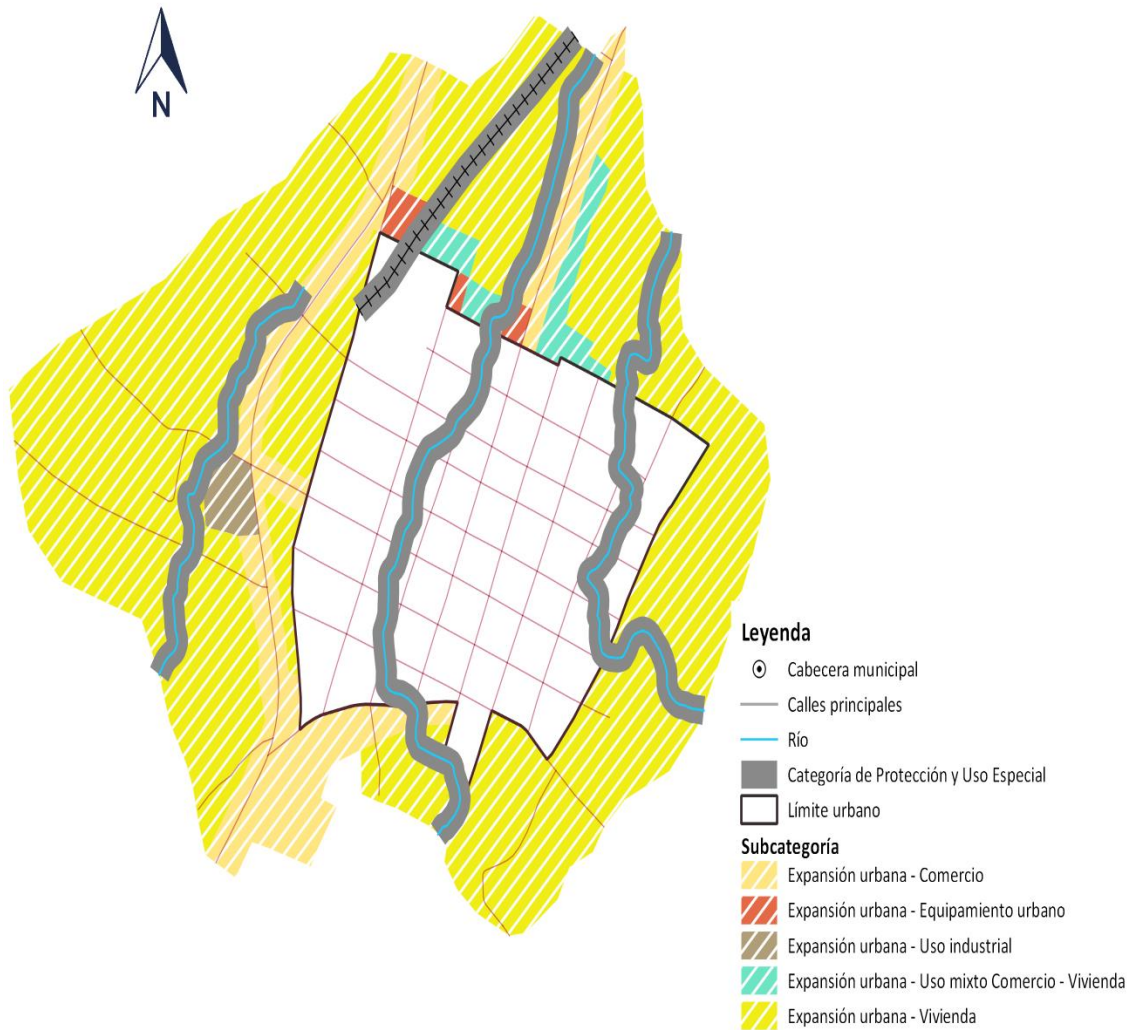 N
Leyenda
Cabecera municipal
Calles principales
Río
Categoría de Protección y Uso Especial
Límite urbano
Subcategoría
Expansión urbana - Comercio
Expansión urbana - Equipamiento urbano
Expansión urbana - Uso industrial
Expansión urbana - Uso mixto Comercio - Vivienda
Expansión urbana - Vivienda